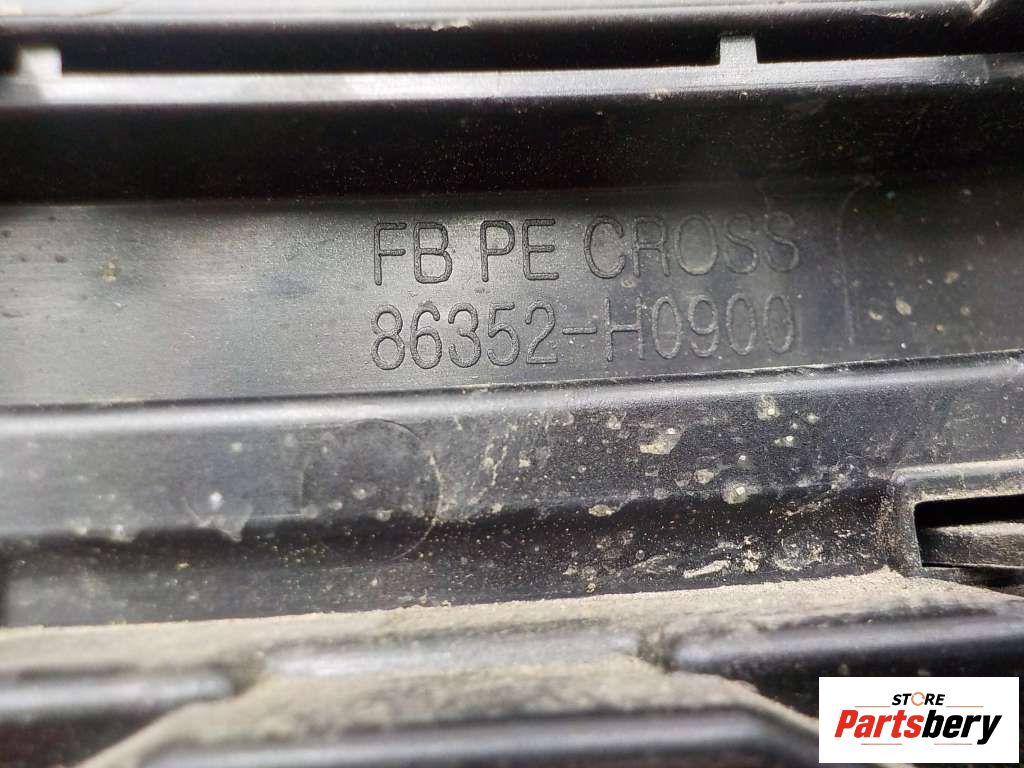 FB PE CROSS
86352-H0900
STORE
Partsbery